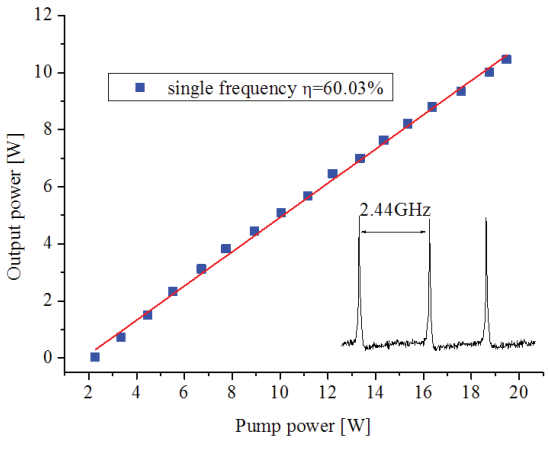 12
10
8
6
4
2
0
Output power [W]
single frequency η=60.03%
2.44GHz
2 4 6 8 10 12 14 16 18 20
Pump power [W]